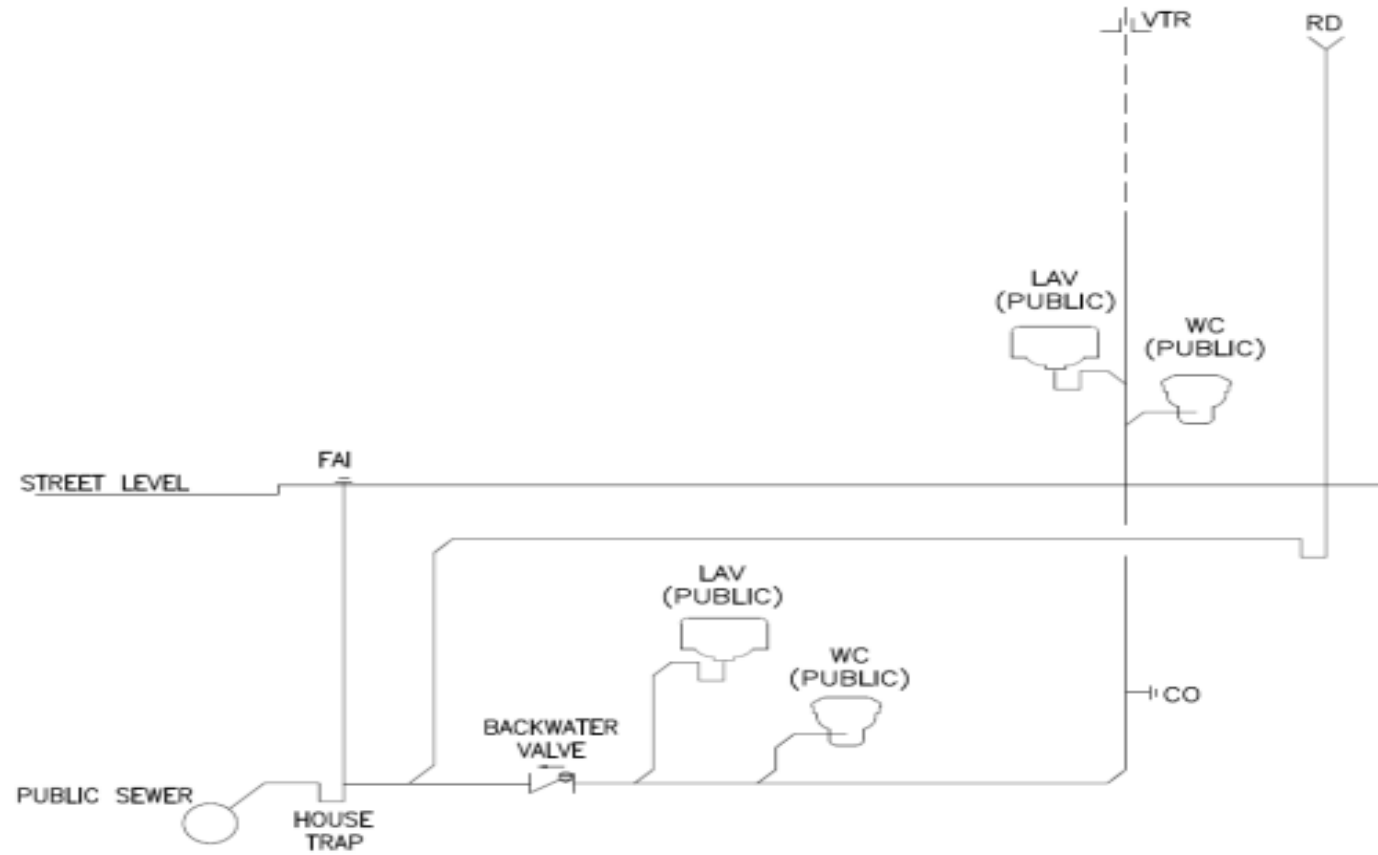 VTR
RD
LAV
(PUBLIC)
WC
(PUBLIC)
FAI
STREET LEVEL
LAV
(PUBLIC)
WC
(PUBLIC)
CO
BACKWATER
VALVE
PUBLIC SEWER
HOUSE
TRAP